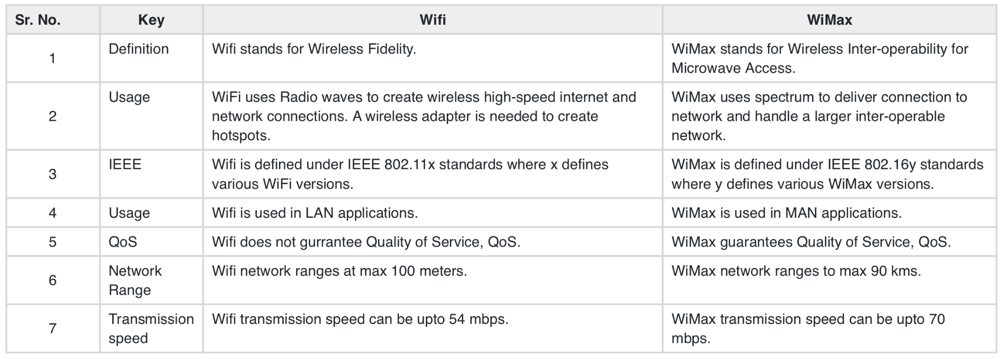 Sr. No. Key Wifi WiMax
1 Definition Wifi stands for Wireless Fidelity. WiMax stands for Wireless Inter-operability for
Microwave Access.
2 Usage WiFi uses Radio waves to create wireless high-speed internet and
network connections. A wireless adapter is needed to create
hotspots.
WiMax uses spectrum to deliver connection to
network and handle a larger inter-operable
network.
3 IEEE Wifi is defined under IEEE 802.11x standards where x defines
various WiFi versions.
WiMax is defined under IEEE 802.16y standards
where y defines various WiMax versions.
4 Usage Wifi is used in LAN applications. WiMax is used in MAN applications.
5 QoS Wifi does not gurrantee Quality of Service, QoS. WiMax guarantees Quality of Service, QoS.
6 Network
Range
Wifi network ranges at max 100 meters. WiMax network ranges to max 90 kms.
7 Transmission
speed
Wifi transmission speed can be upto 54 mbps. WiMax transmission speed can be upto 70
mbps.